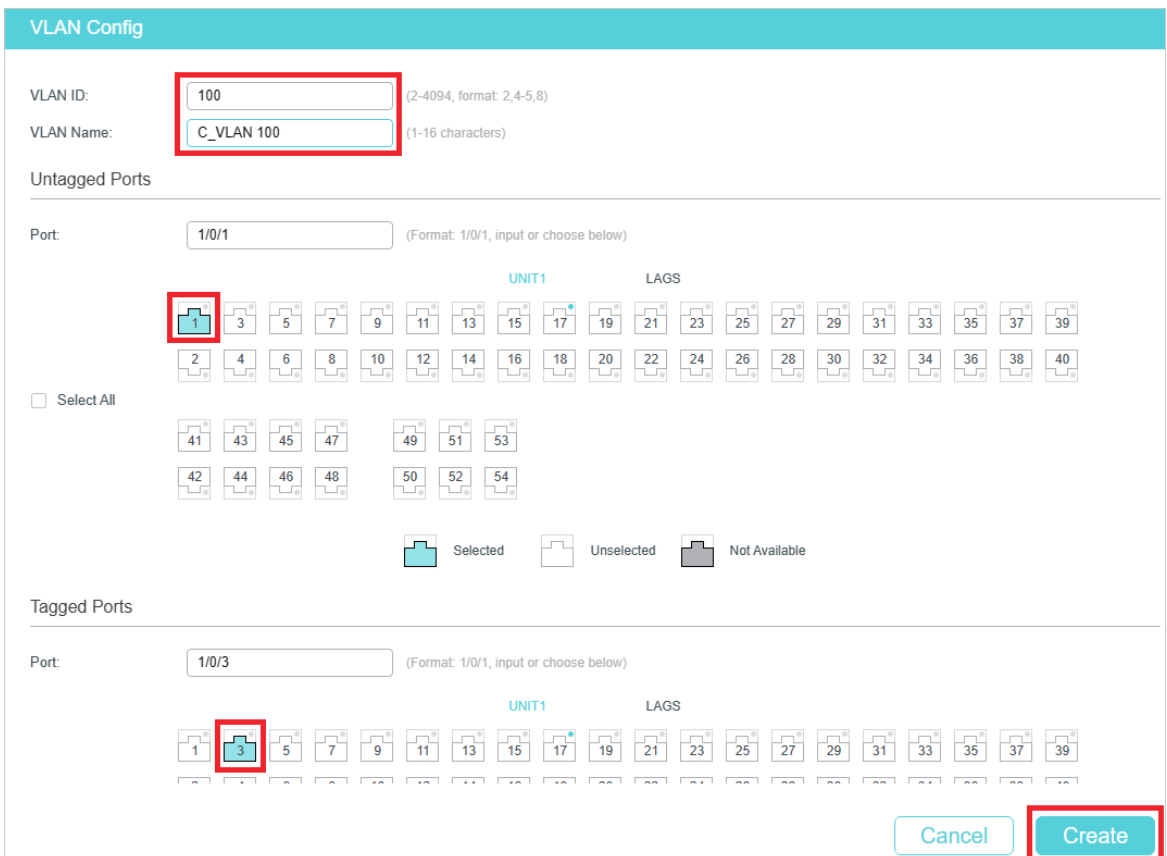 VLAN Config
VLAN ID: 100 (2-4094, format: 2,4-5,8)
VLAN Name: C_VLAN 100 (1-16 characters)
Untagged Ports
Port: 1/0/1 (Format: 1/0/1, input or choose below)
UNIT1 LAGS
1 3 5 7 9 11 13 15 17 19 21 23 25 27 29 31 33 35 37 39
2 4 6 8 10 12 14 16 18 20 22 24 26 28 30 32 34 36 38 40
Select All
41 43 45 47 49 51 53
42 44 46 48 50 52 54
Selected Unselected Not Available
Tagged Ports
Port: 1/0/3 (Format: 1/0/1, input or choose below)
UNIT1 LAGS
1 3 5 7 9 11 13 15 17 19 21 23 25 27 29 31 33 35 37 39
Cancel Create